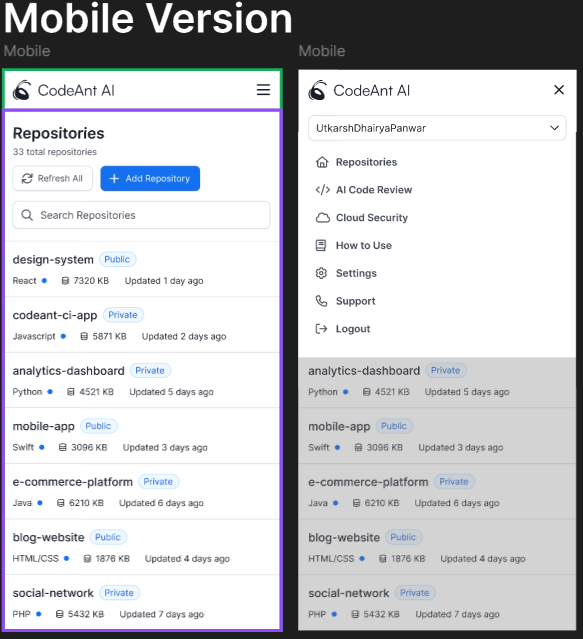 Mobile Version
Mobile
CodeAnt AI
Repositories
33 total repositories
Refresh All
Add Repository
Search Repositories
design-system Public
React 7320 KB Updated 1 day ago
codeant-ci-app Private
Javascript 5871 KB Updated 2 days ago
analytics-dashboard Private
Python 4521 KB Updated 5 days ago
mobile-app Public
Swift 3096 KB Updated 3 days ago
e-commerce-platform Private
Java 6210 KB Updated 6 days ago
blog-website Public
HTML/CSS 1876 KB Updated 4 days ago
social-network Private
PHP 5432 KB Updated 7 days ago
Mobile
CodeAnt AI
UtkarshDhairyaPanwar
Repositories
AI Code Review
Cloud Security
How to Use
Settings
Support
Logout
analytics-dashboard Private
Python 4521 KB Updated 5 days ago
mobile-app Public
Swift 3096 KB Updated 3 days ago
e-commerce-platform Private
Java 6210 KB Updated 6 days ago
blog-website Public
HTML/CSS 1876 KB Updated 4 days ago
social-network Private
PHP 5432 KB Updated 7 days ago